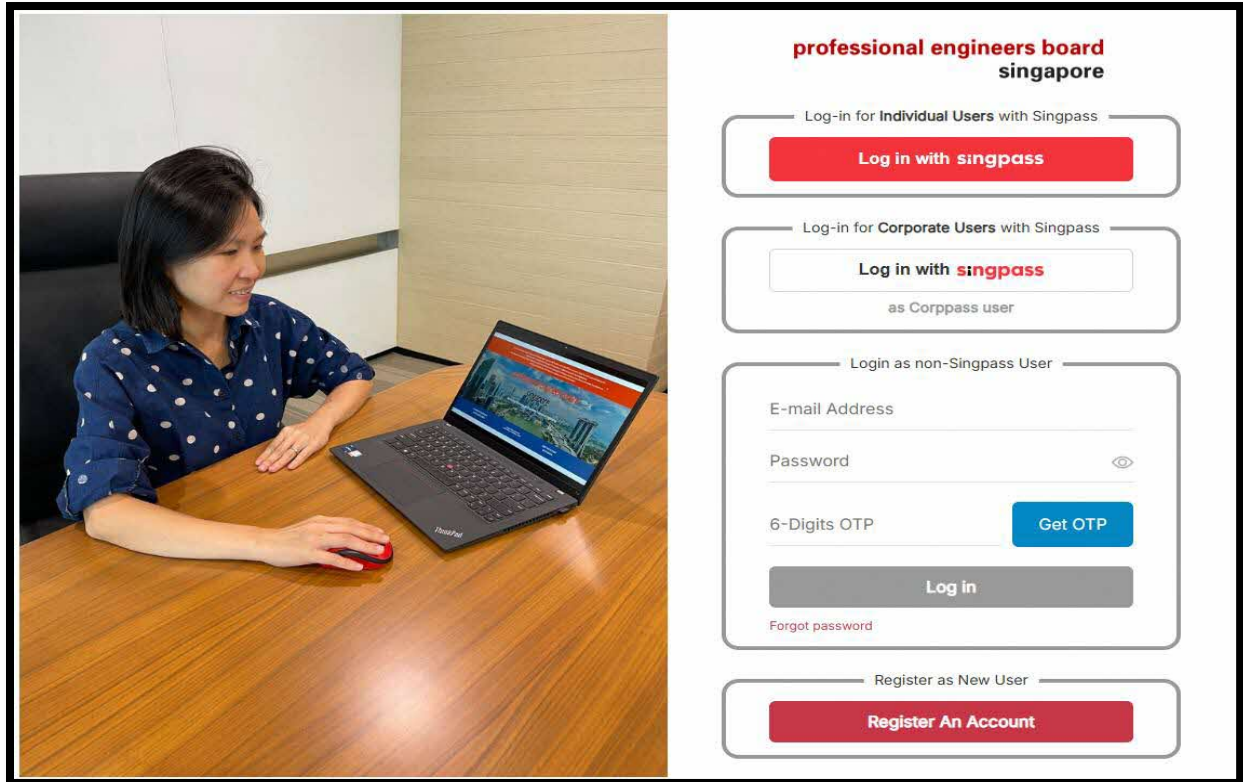 professional engineers board
singapore
Log-in for Individual Users with Singpass
Log in with singpass
Log-in for Corporate Users with Singpass
Log in with singpass
as Corppass user
Login as non-Singpass User
E-mail Address
Password
6-Digits OTP
Get OTP
Log in
Forgot password
Register as New User
Register An Account
ThinkPad